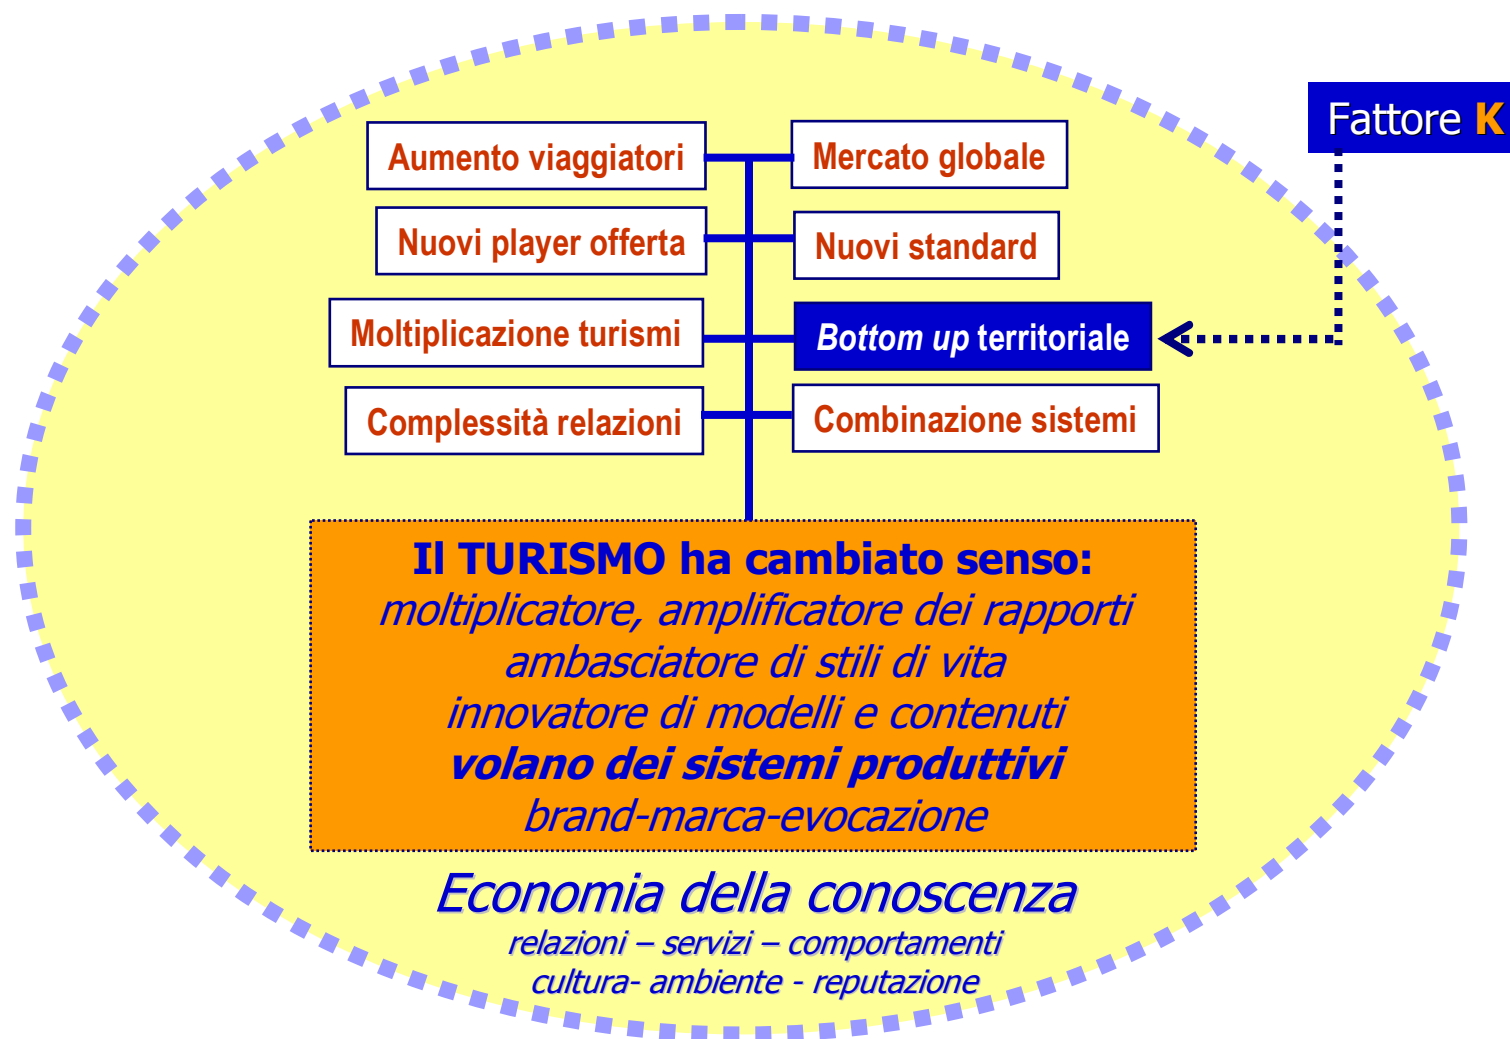 Fattore K
Aumento viaggiatori
Mercato globale
Nuovi player offerta
Nuovi standard
Moltiplicazione turismi
Bottom up territoriale
Complessità relazioni
Combinazione sistemi
Il TURISMO ha cambiato senso:
moltiplicatore, amplificatore dei rapporti
ambasciatore di stili di vita
innovatore di modelli e contenuti
volano dei sistemi produttivi
brand-marca-evocazione
Economia della conoscenza
relazioni – servizi – comportamenti
cultura- ambiente - reputazione